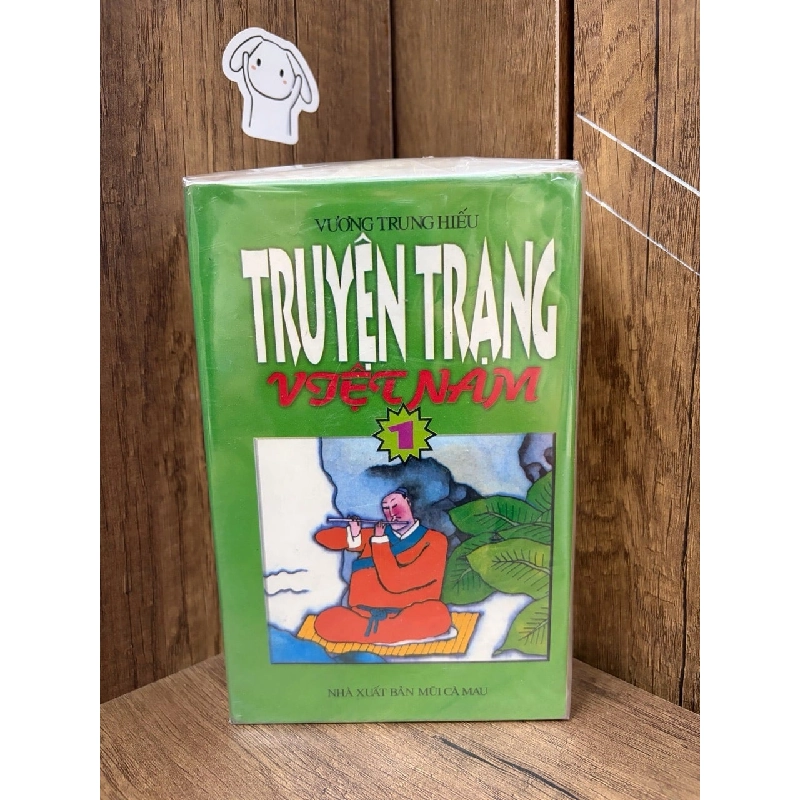 VƯƠNG TRUNG HIẾU
TRUYỆN TRẠNG
VIỆT NAM
1
NHÀ XUẤT BẢN MŨI CÀ MAU